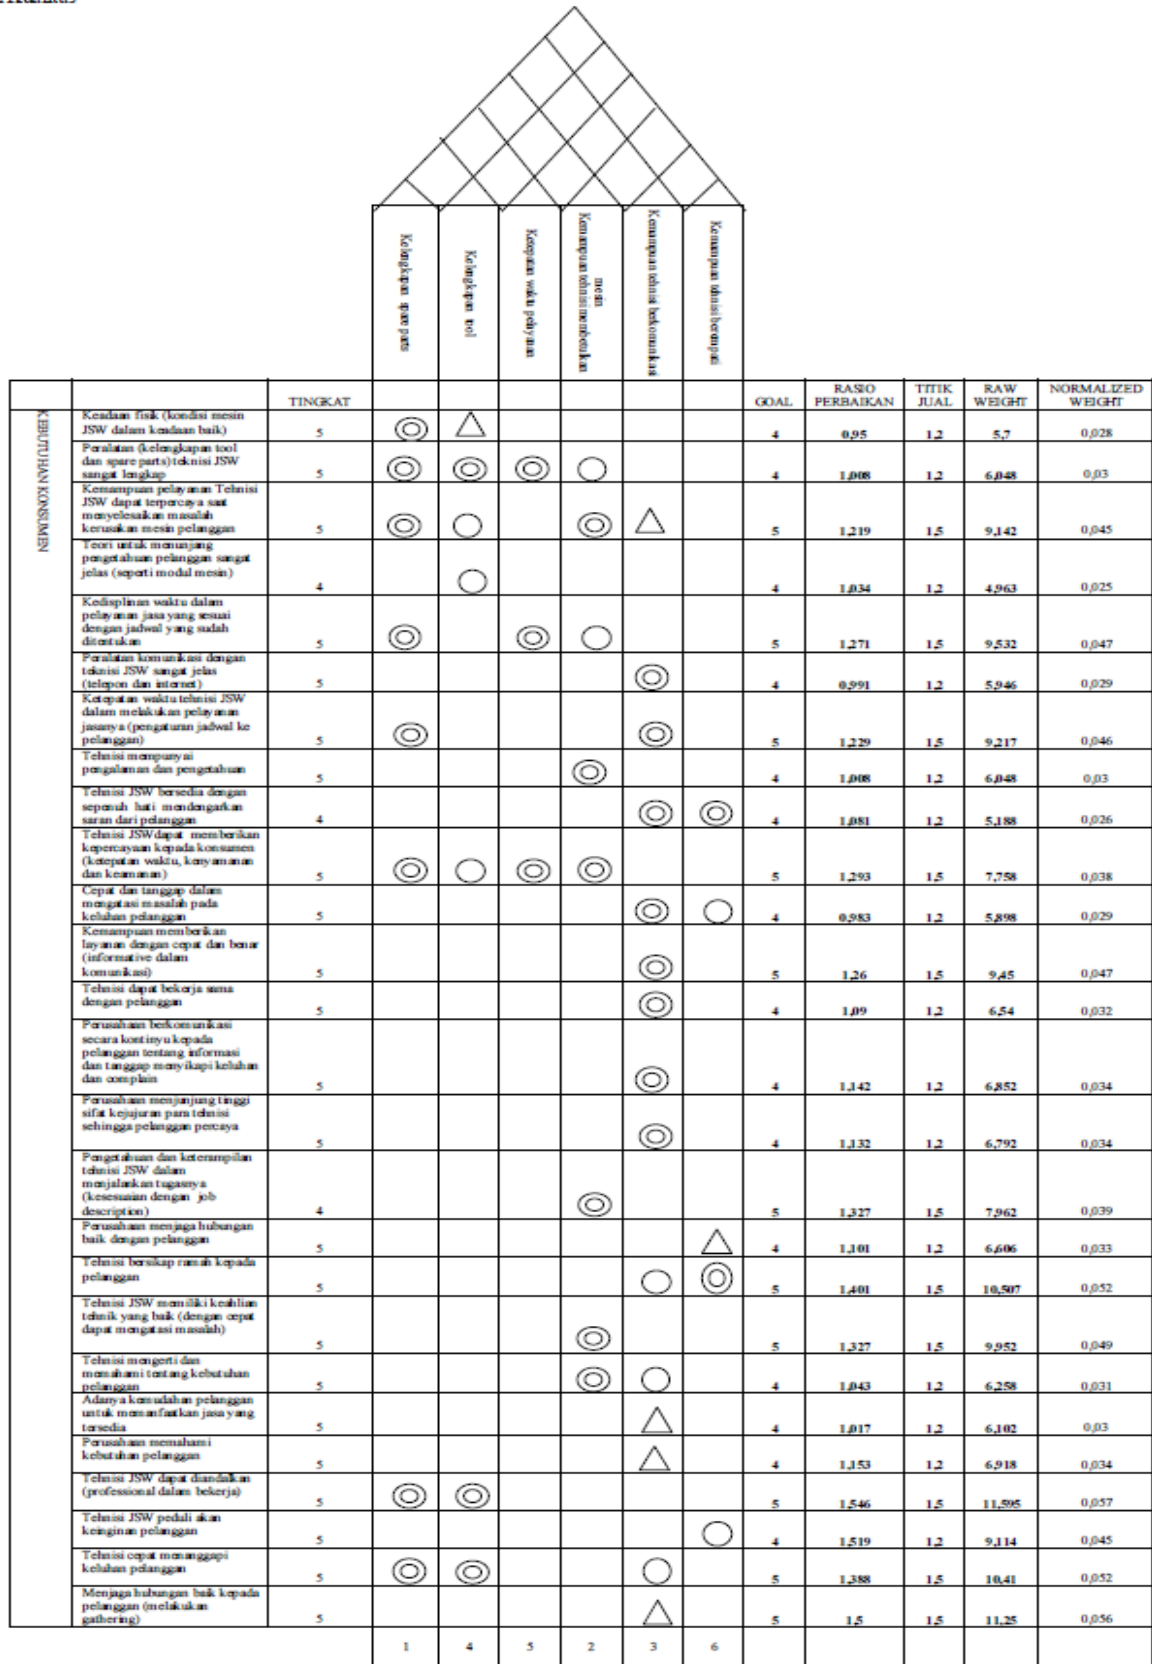 Kelengkapan spare parts
Kelengkapan tool
Ketepatan waktu pelayanan
Kemampuan tehnisi membetulkan
mesin
Kemampuan tehnisi berkomunikasi
Kemampuan tehnisi berempati
TINGKAT GOAL RASIO PERBAIKAN TITIK JUAL RAW WEIGHT NORMALIZED WEIGHT
KEBUTUHAN KONSUMEN
Keadaan fisik (kondisi mesin
JSW dalam keadaan baik)
5 4 0,95 1,2 5,7 0,028
Peralatan (kelengkapan tool
dan spare parts) teknisi JSW
sangat lengkap
5 4 1,008 1,2 6,048 0,03
Kemampuan pelayanan Tehnisi
JSW dapat terpercaya saat
menyelesaikan masalah
kerusakan mesin pelanggan
5 5 1,219 1,5 9,142 0,045
Teori untuk menunjang
pengetahuan pelanggan sangat
jelas (seperti modul mesin)
4 4 1,034 1,2 4,963 0,025
Kedisplinan waktu dalam
pelayanan jasa yang sesuai
dengan jadwal yang sudah
ditentukan
5 5 1,271 1,5 9,532 0,047
Peralatan komunikasi dengan
teknisi JSW sangat jelas
(telepon dan internet)
5 4 0,991 1,2 5,946 0,029
Ketepatan waktu tehnisi JSW
dalam melakukan pelayanan
jasanya (pengaturan jadwal ke
pelanggan)
5 5 1,229 1,5 9,217 0,046
Tehnisi mempunyai
pengalaman dan pengetahuan
5 4 1,008 1,2 6,048 0,03
Tehnisi JSW bersedia dengan
sepenuh hati mendengarkan
saran dari pelanggan
4 4 1,081 1,2 5,188 0,026
Tehnisi JSW dapat memberikan
kepercayaan kepada konsumen
(ketepatan waktu, kenyamanan
dan keamanan)
5 5 1,293 1,5 7,758 0,038
Cepat dan tanggap dalam
mengatasi masalah pada
keluhan pelanggan
5 4 0,983 1,2 5,898 0,029
Kemampuan memberikan
layanan dengan cepat dan benar
(informative dalam
komunikasi)
5 5 1,26 1,5 9,45 0,047
Tehnisi dapat bekerja sama
dengan pelanggan
5 4 1,09 1,2 6,54 0,032
Perusahaan berkomunikasi
secara kontinyu kepada
pelanggan tentang informasi
dan tanggap menyikapi keluhan
dan complain
5 4 1,142 1,2 6,852 0,034
Perusahaan menjunjung tinggi
sifat kejujuran para tehnisi
sehingga pelanggan percaya
5 4 1,132 1,2 6,792 0,034
Pengetahuan dan keterampilan
tehnisi JSW dalam
menjalankan tugasnya
(kesesuaian dengan job
description)
4 5 1,327 1,5 7,962 0,039
Perusahaan menjaga hubungan
baik dengan pelanggan
5 4 1,101 1,2 6,606 0,033
Tehnisi bersikap ramah kepada
pelanggan
5 5 1,401 1,5 10,507 0,052
Tehnisi JSW memiliki keahlian
tehnik yang baik (dengan cepat
dapat mengatasi masalah)
5 5 1,327 1,5 9,952 0,049
Tehnisi mengerti dan
memahami tentang kebutuhan
pelanggan
5 4 1,043 1,2 6,258 0,031
Adanya kemudahan pelanggan
untuk memanfaatkan jasa yang
tersedia
5 4 1,017 1,2 6,102 0,03
Perusahaan memahami
kebutuhan pelanggan
5 4 1,153 1,2 6,918 0,034
Tehnisi JSW dapat diandalkan
(professional dalam bekerja)
5 5 1,546 1,5 11,595 0,057
Tehnisi JSW peduli akan
keinginan pelanggan
5 4 1,519 1,2 9,114 0,045
Tehnisi cepat menanggapi
keluhan pelanggan
5 5 1,388 1,5 10,41 0,052
Menjaga hubungan baik kepada
pelanggan (melakukan
gathering)
5 5 1,5 1,5 11,25 0,056
1 4 5 2 3 6